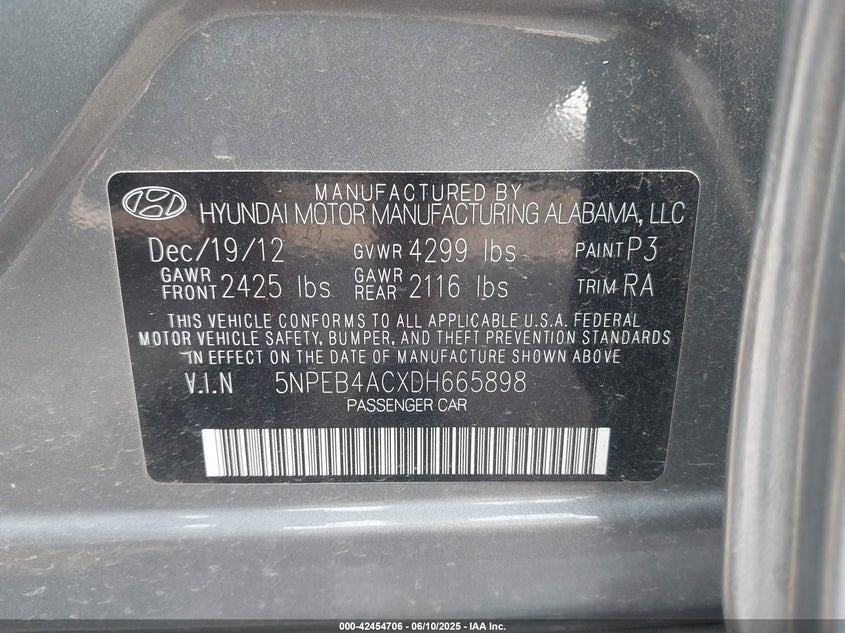 MANUFACTURED BY
HYUNDAI MOTOR MANUFACTURING ALABAMA, LLC
Dec/19/12 GVWR 4299 lbs PAINT P3
GAWR FRONT 2425 lbs GAWR REAR 2116 lbs TRIM RA
THIS VEHICLE CONFORMS TO ALL APPLICABLE U.S.A. FEDERAL
MOTOR VEHICLE SAFETY, BUMPER, AND THEFT PREVENTION STANDARDS
IN EFFECT ON THE DATE OF MANUFACTURE SHOWN ABOVE.
V.I.N 5NPEB4ACXDH665898
PASSENGER CAR
000-42454706 - 06/10/2025 - IAA Inc.